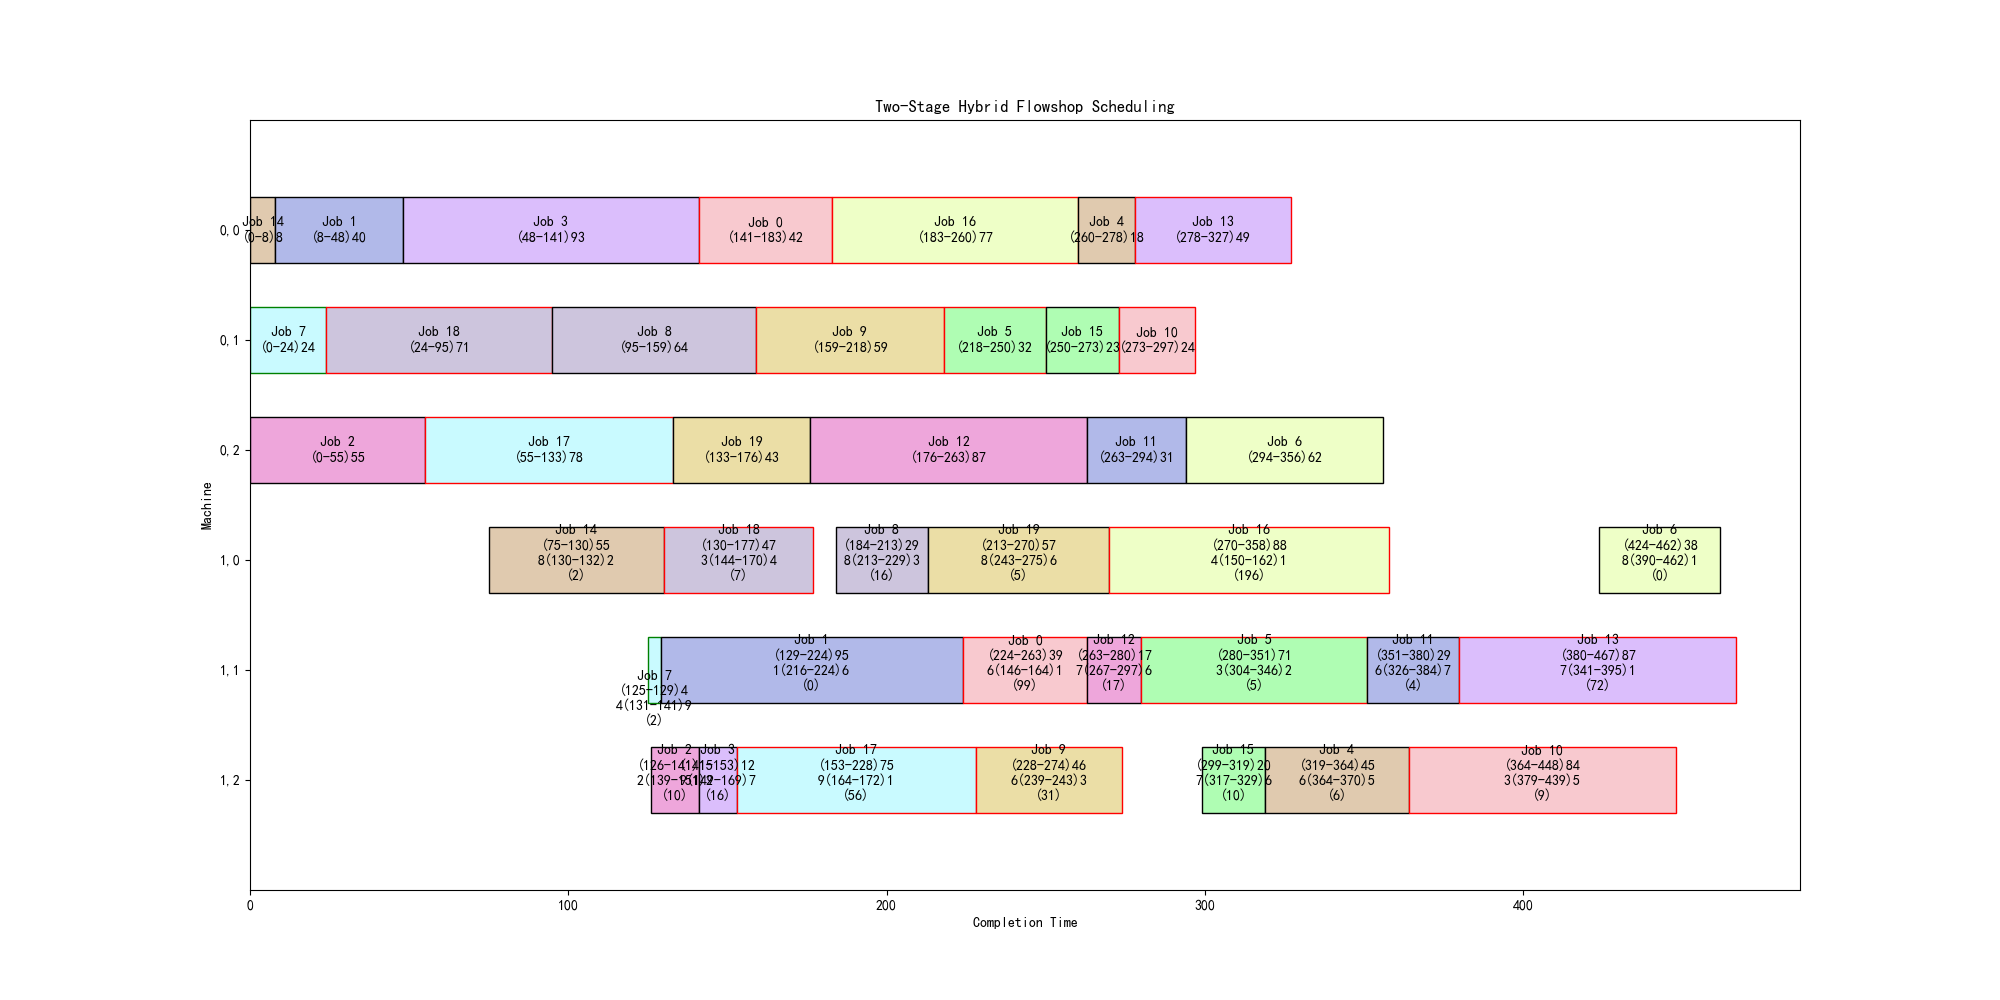 Two-Stage Hybrid Flowshop Scheduling
Machine
0,0
Job 14
(0-8)8
Job 1
(8-48)40
Job 3
(48-141)93
Job 0
(141-183)42
Job 16
(183-260)77
Job 4
(260-278)18
Job 13
(278-327)49
0,1
Job 7
(0-24)24
Job 18
(24-95)71
Job 8
(95-159)64
Job 9
(159-218)59
Job 5
(218-250)32
Job 15
(250-273)23
Job 10
(273-297)24
0,2
Job 2
(0-55)55
Job 17
(55-133)78
Job 19
(133-176)43
Job 12
(176-263)87
Job 11
(263-294)31
Job 6
(294-356)62
1,0
Job 14
(75-130)55
8(130-132)2
(2)
Job 18
(130-177)47
3(144-170)4
(7)
Job 8
(184-213)29
8(213-229)3
(16)
Job 19
(213-270)57
8(243-275)6
(5)
Job 16
(270-358)88
4(150-162)1
(196)
Job 6
(424-462)38
8(390-462)1
(0)
1,1
Job 7
(125-129)4
4(131-141)9
(2)
Job 1
(129-224)95
1(216-224)6
(0)
Job 0
(224-263)39
6(146-164)1
(99)
Job 12
(263-280)17
7(267-297)6
(17)
Job 5
(280-351)71
3(304-346)2
(5)
Job 11
(351-380)29
6(326-384)7
(4)
Job 13
(380-467)87
7(341-395)1
(72)
1,2
Job 2
(10)
Job 3
(16)
Job 17
(153-228)75
9(164-172)1
(56)
Job 9
(228-274)46
6(239-243)3
(31)
Job 15
(299-319)20
7(317-329)6
(10)
Job 4
(319-364)45
6(364-370)5
(6)
Job 10
(364-448)84
3(379-439)5
(9)
0
100
200
300
400
Completion Time